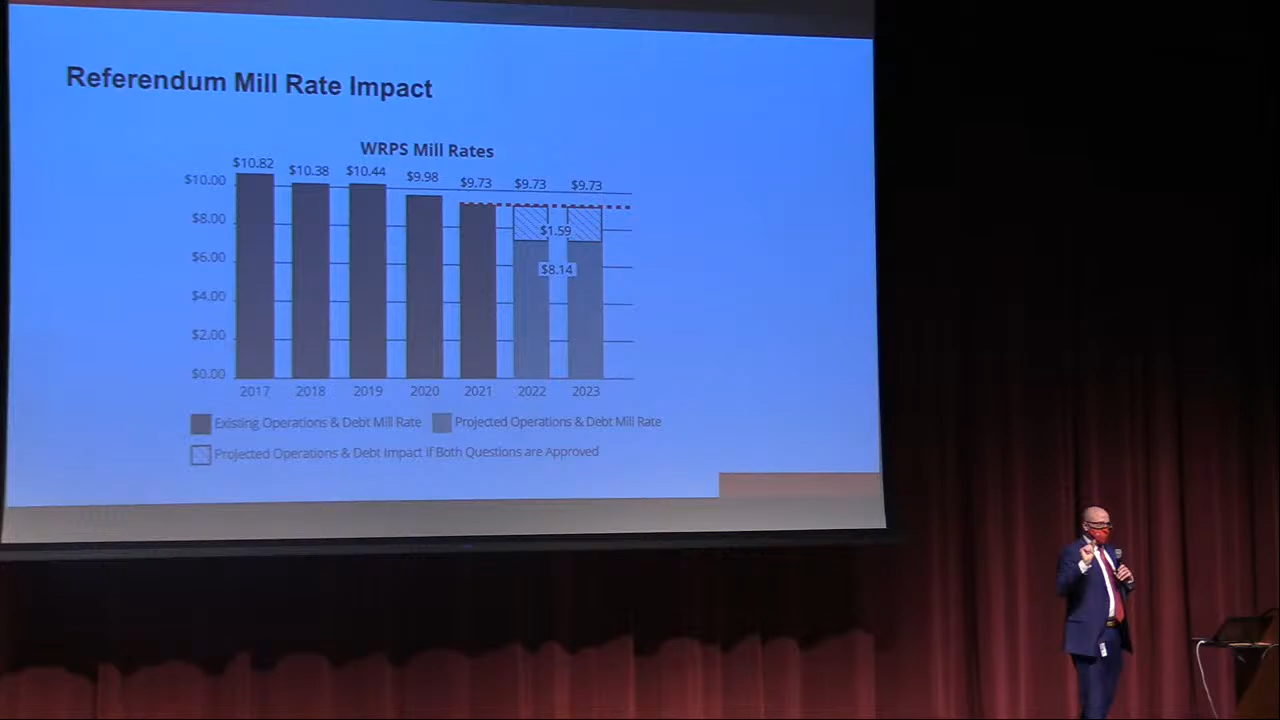 Referendum Mill Rate Impact
WRPS Mill Rates
$10.82 $10.38 $10.44 $9.98 $9.73 $9.73 $9.73
$10.00
$8.00
$1.59
$6.00
$8.14
$4.00
$2.00
$0.00
2017 2018 2019 2020 2021 2022 2023
Existing Operations & Debt Mill Rate Projected Operations & Debt Mill Rate
Projected Operations & Debt Impact if Both Questions are Approved